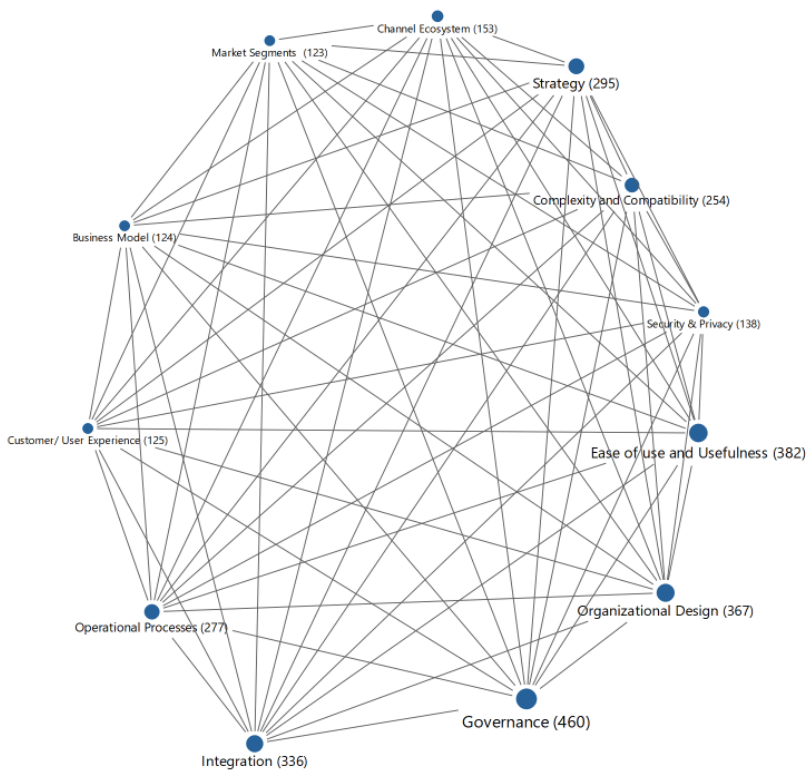 Channel Ecosystem (153)
Market Segments (123)
Strategy (295)
Complexity and Compatibility (254)
Business Model (124)
Security & Privacy (138)
Customer/ User Experience (125)
Ease of use and Usefulness (382)
Organizational Design (367)
Operational Processes (277)
Governance (460)
Integration (336)